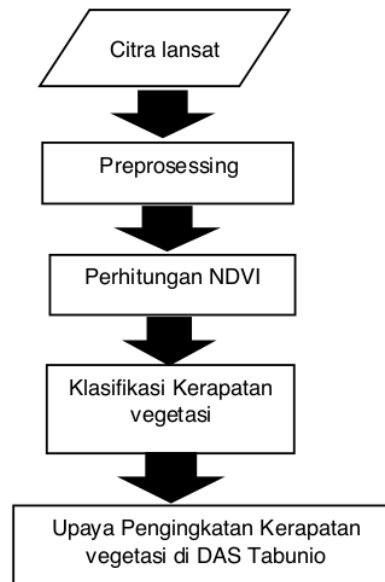 Citra lansat
Preprosessing
Perhitungan NDVI
Klasifikasi Kerapatan
vegetasi
Upaya Pengingkatan Kerapatan
vegetasi di DAS Tabunio